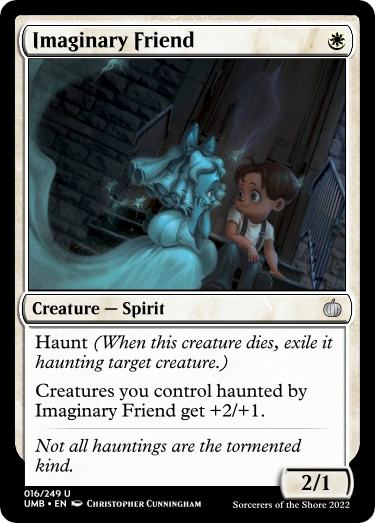 Imaginary Friend
Creature — Spirit
Haunt (When this creature dies, exile it
haunting target creature.)
Creatures you control haunted by
Imaginary Friend get +2/+1.
Not all hauntings are the tormented
kind.
2/1
016/249 U
UMB • EN Christopher Cunningham
Sorcerers of the Shore 2022